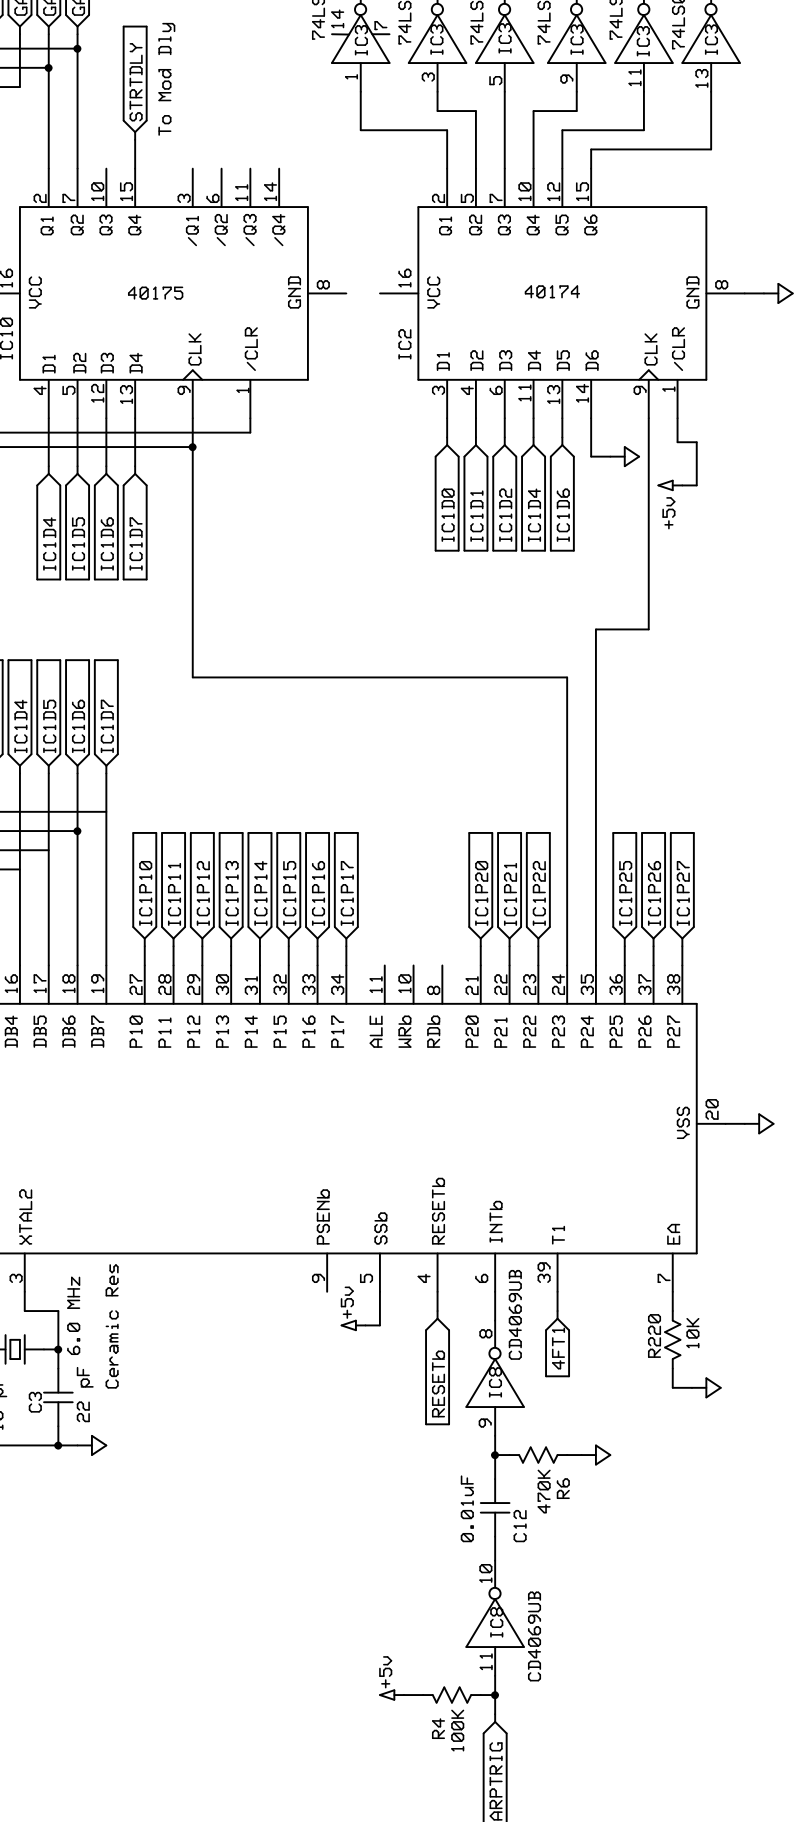 STRTDLY
To Mod Dly
14
7
IC3
IC3
IC3
IC3
IC3
IC3
1
3
5
9
11
13
2
7
10
15
3
6
11
14
Q1
Q2
Q3
Q4
/Q1
/Q2
/Q3
/Q4
16
VCC
40175
GND
8
IC10
D1
D2
D3
D4
CLK
/CLR
4
5
12
13
9
1
2
5
7
10
12
15
Q1
Q2
Q3
Q4
Q5
Q6
16
VCC
40174
GND
8
IC2
D1
D2
D3
D4
D5
D6
CLK
/CLR
3
4
6
11
13
14
9
1
IC1D4
IC1D5
IC1D6
IC1D7
IC1D0
IC1D1
IC1D2
IC1D4
IC1D6
+5v
IC1D4
IC1D5
IC1D6
IC1D7
IC1P10
IC1P11
IC1P12
IC1P13
IC1P14
IC1P15
IC1P16
IC1P17
IC1P20
IC1P21
IC1P22
IC1P25
IC1P26
IC1P27
16
17
18
19
27
28
29
30
31
32
33
34
11
10
8
21
22
23
24
35
36
37
38
DB4
DB5
DB6
DB7
P10
P11
P12
P13
P14
P15
P16
P17
ALE
WRb
RDb
P20
P21
P22
P23
P24
P25
P26
P27
VSS
20
XTAL2
PSENb
SSb
RESETb
INTb
T1
EA
3
9
5
4
6
39
7
+5v
6.0 MHz
Ceramic Res
C3
22 pF
RESETb
8
CD4069UB
IC8
9
4FT1
R220
10K
470K
R6
0.01uF
C12
10
IC8
CD4069UB
11
+5v
R4
100K
ARPTRIG